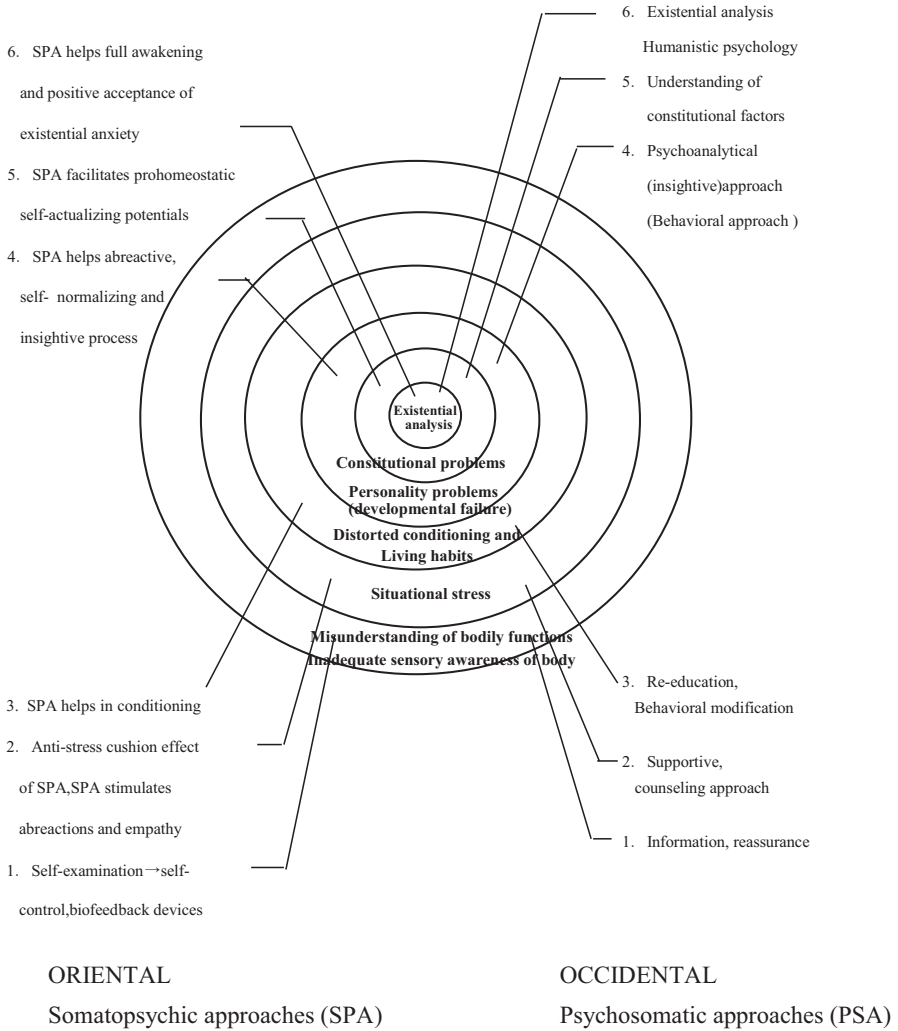 6. SPA helps full awakening
and positive acceptance of
existential anxiety
5. SPA facilitates prohomeostatic
self-actualizing potentials
4. SPA helps abreactive,
self- normalizing and
insightive process
6. Existential analysis
Humanistic psychology
5. Understanding of
constitutional factors
4. Psychoanalytical
(insightive)approach
(Behavioral approach )
Existential
analysis
Constitutional problems
Personality problems
(developmental failure)
Distorted conditioning and
Living habits
Situational stress
Misunderstanding of bodily functions
Inadequate sensory awareness of body
3. SPA helps in conditioning
2. Anti-stress cushion effect
of SPA,SPA stimulates
abreactions and empathy
1. Self-examination→self-
control,biofeedback devices
3. Re-education,
Behavioral modification
2. Supportive,
counseling approach
1. Information, reassurance
ORIENTAL
Somatopsychic approaches (SPA)
OCCIDENTAL
Psychosomatic approaches (PSA)